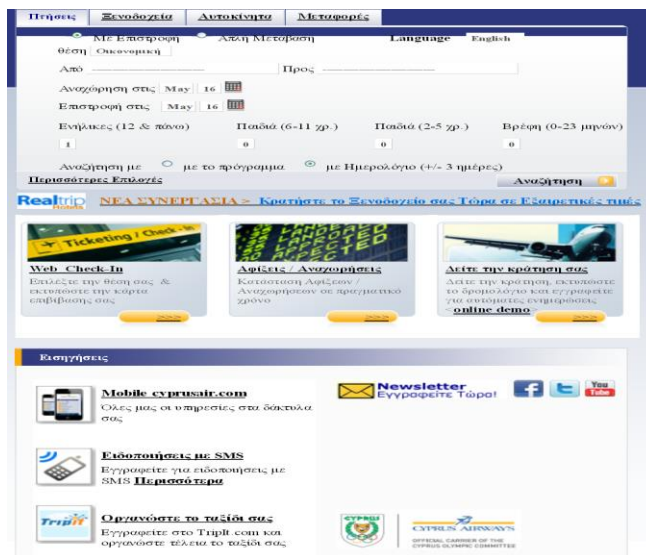 Πτήσεις Ξενοδοχεία Αυτοκίνητα Μεταφορές
Με Επιστροφή Απλή Μετάβαση Language English
θέση Οικονομική
Από Προς
Αναχώρηση στις May 16
Επιστροφή στις May 16
Ενήλικες (12 & πάνω) Παιδιά (6-11 χρ.) Παιδιά (2-5 χρ.) Βρέφη (0-23 μηνών)
1 0 0 0
Αναζήτηση με με το πρόγραμμα με Ημερολόγιο (+/- 3 ημέρες)
Περισσότερες Επιλογές Αναζήτηση
Realtrip Hotels ΝΕΑ ΣΥΝΕΡΓΑΣΙΑ > Κρατήστε το Ξενοδοχείο σας Τώρα σε Εξαιρετικές τιμές
Ticketing / Check-in
LANDED
EXPECTED
Web Check-In
Επιλεξτε την θέση σας &
εκτυπώστε την κάρτα
επιβίβασης σας
>>>
Αφίξεις / Αναχωρήσεις
Κατάσταση Αφίξεων /
Αναχωρήσεων σε πραγματικό
χρόνο
>>>
Δείτε την κράτηση σας
Δείτε την κράτηση, εκτυπώστε
το δρομολόγιο και εγγραφείτε
για αυτόματες ενημερώσεις
<online demo>
>>>
Εισηγήσεις
Mobile cyprusair.com
Όλες μας οι υπηρεσίες στα δάκτυλα
σας
Newsletter
Εγγραφείτε Τώρα!
You Tube
Ειδοποιήσεις με SMS
Εγγραφείτε για ειδοποιήσεις με
SMS Περισσότερα
TripIt
Οργανώστε το ταξίδι σας
Εγγραφείτε στο TripIt.com και
οργανώστε τέλεια το ταξίδι σας
CYPRUS
CYPRUS AIRWAYS
OFFICIAL CARRIER OF THE
CYPRUS OLYMPIC COMMITTEE